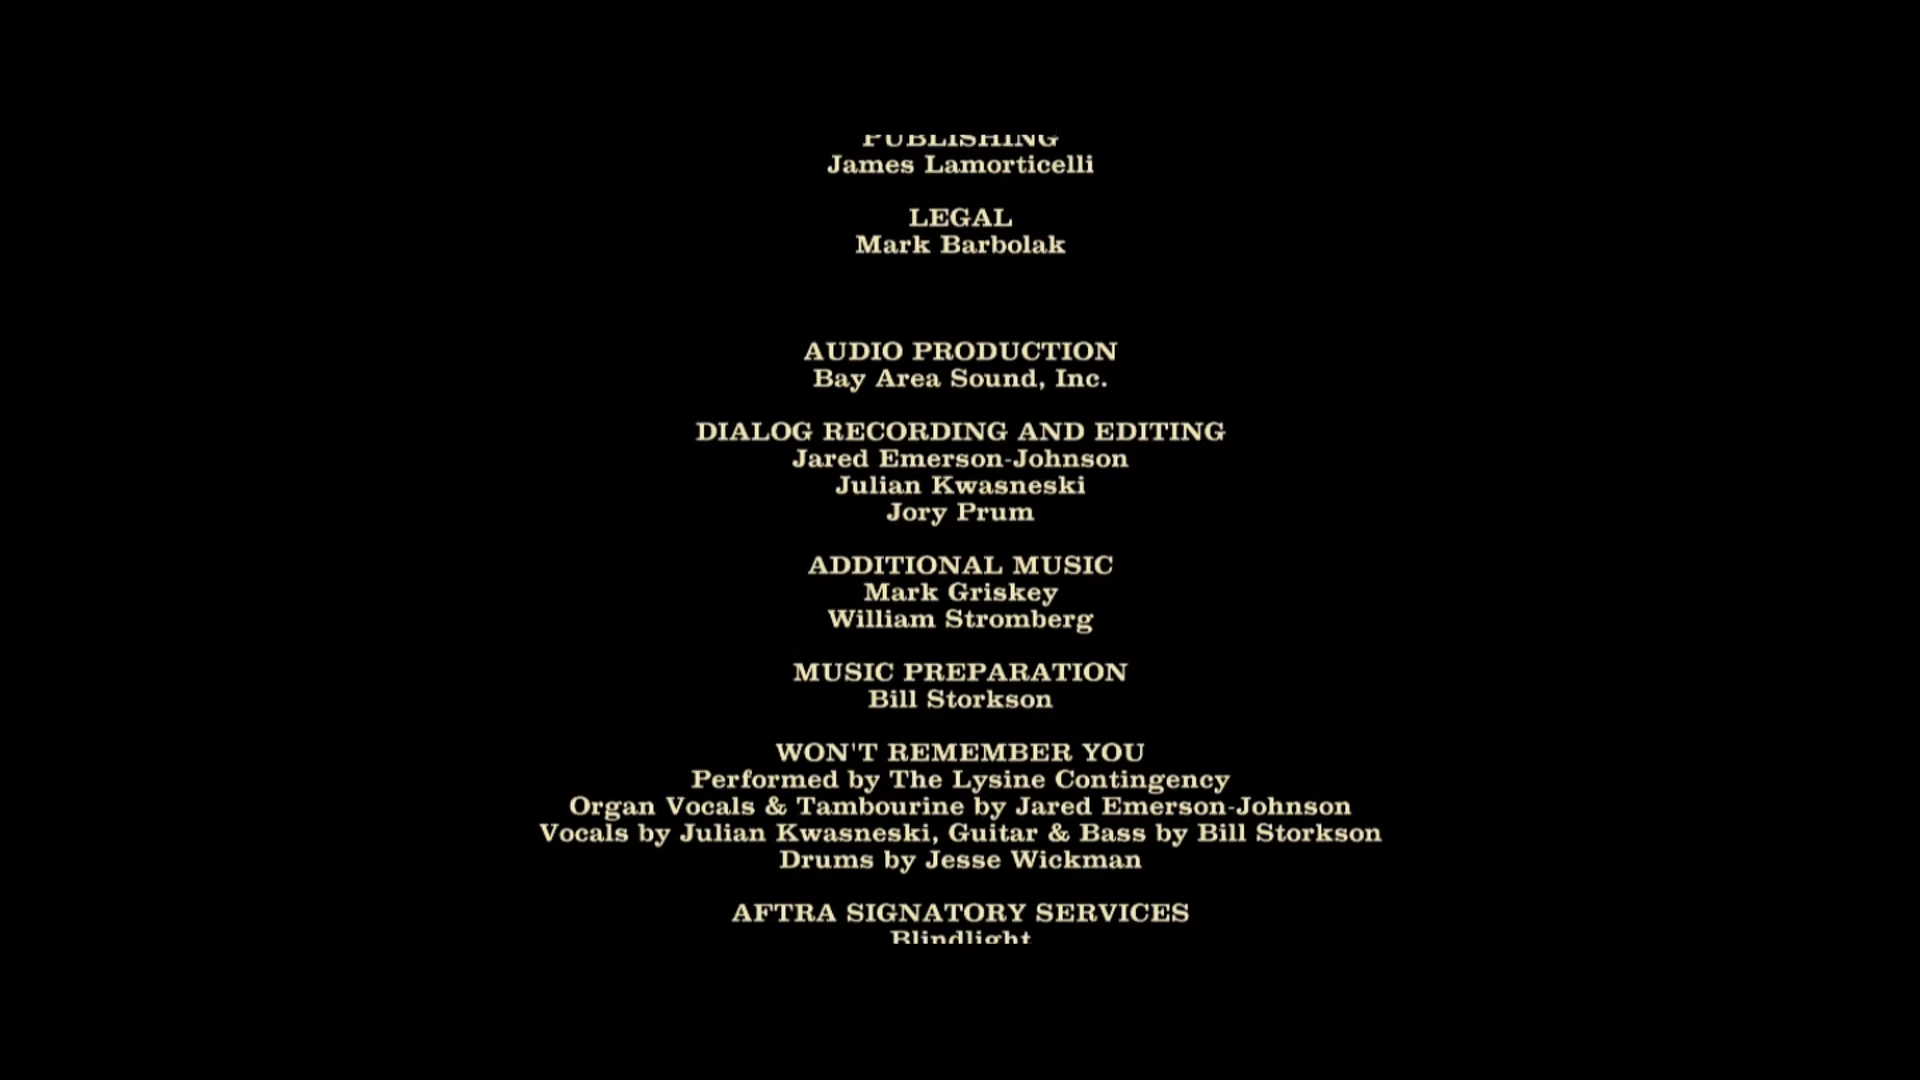 PUBLISHING
James Lamorticelli
LEGAL
Mark Barbolak
AUDIO PRODUCTION
Bay Area Sound, Inc.
DIALOG RECORDING AND EDITING
Jared Emerson-Johnson
Julian Kwasneski
Jory Prum
ADDITIONAL MUSIC
Mark Griskey
William Stromberg
MUSIC PREPARATION
Bill Storkson
WON'T REMEMBER YOU
Performed by The Lysine Contingency
Organ Vocals & Tambourine by Jared Emerson-Johnson
Vocals by Julian Kwasneski, Guitar & Bass by Bill Storkson
Drums by Jesse Wickman
AFTRA SIGNATORY SERVICES
Blindlight